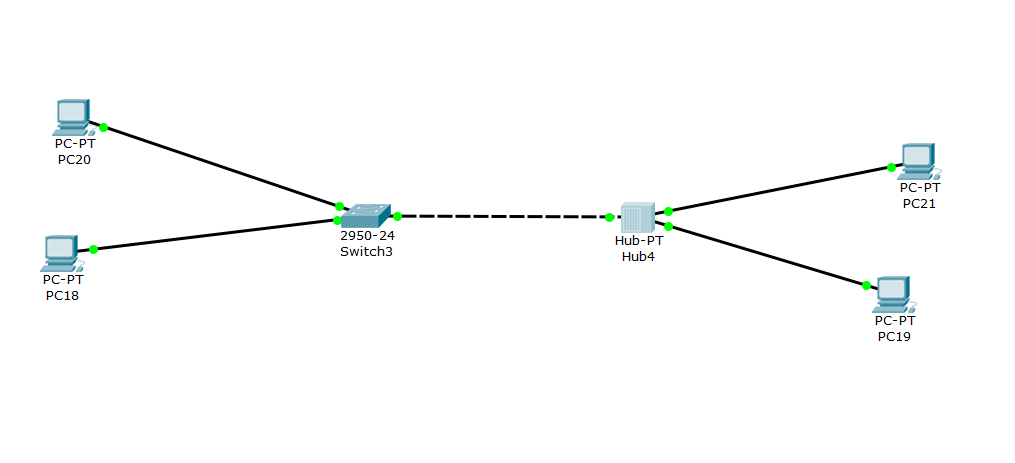 PC-PT
PC20
PC-PT
PC18
2950-24
Switch3
Hub-PT
Hub4
PC-PT
PC21
PC-PT
PC19